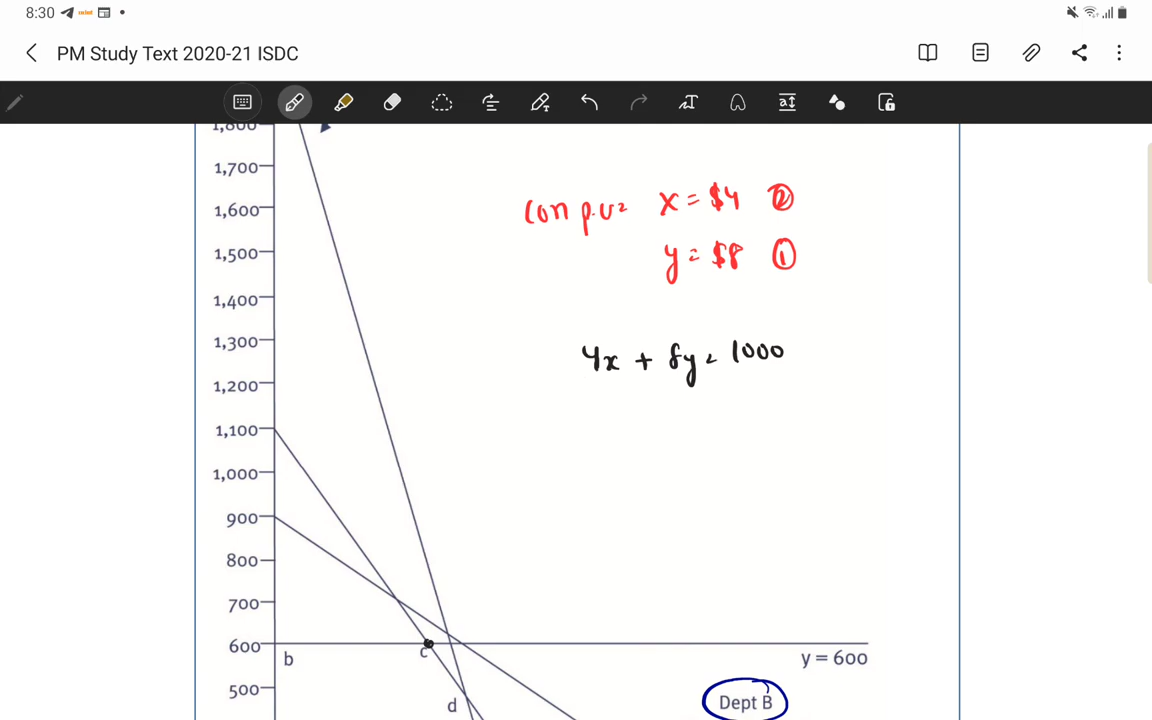 8:30
PM Study Text 2020-21 ISDC
1,800
1,700
1,600
1,500
1,400
1,300
1,200
1,100
1,000
900
800
700
600
500
Con p.u = x = $4 ②
y = $8 ①
4x + 8y = 1000
b
c
d
y = 600
Dept B